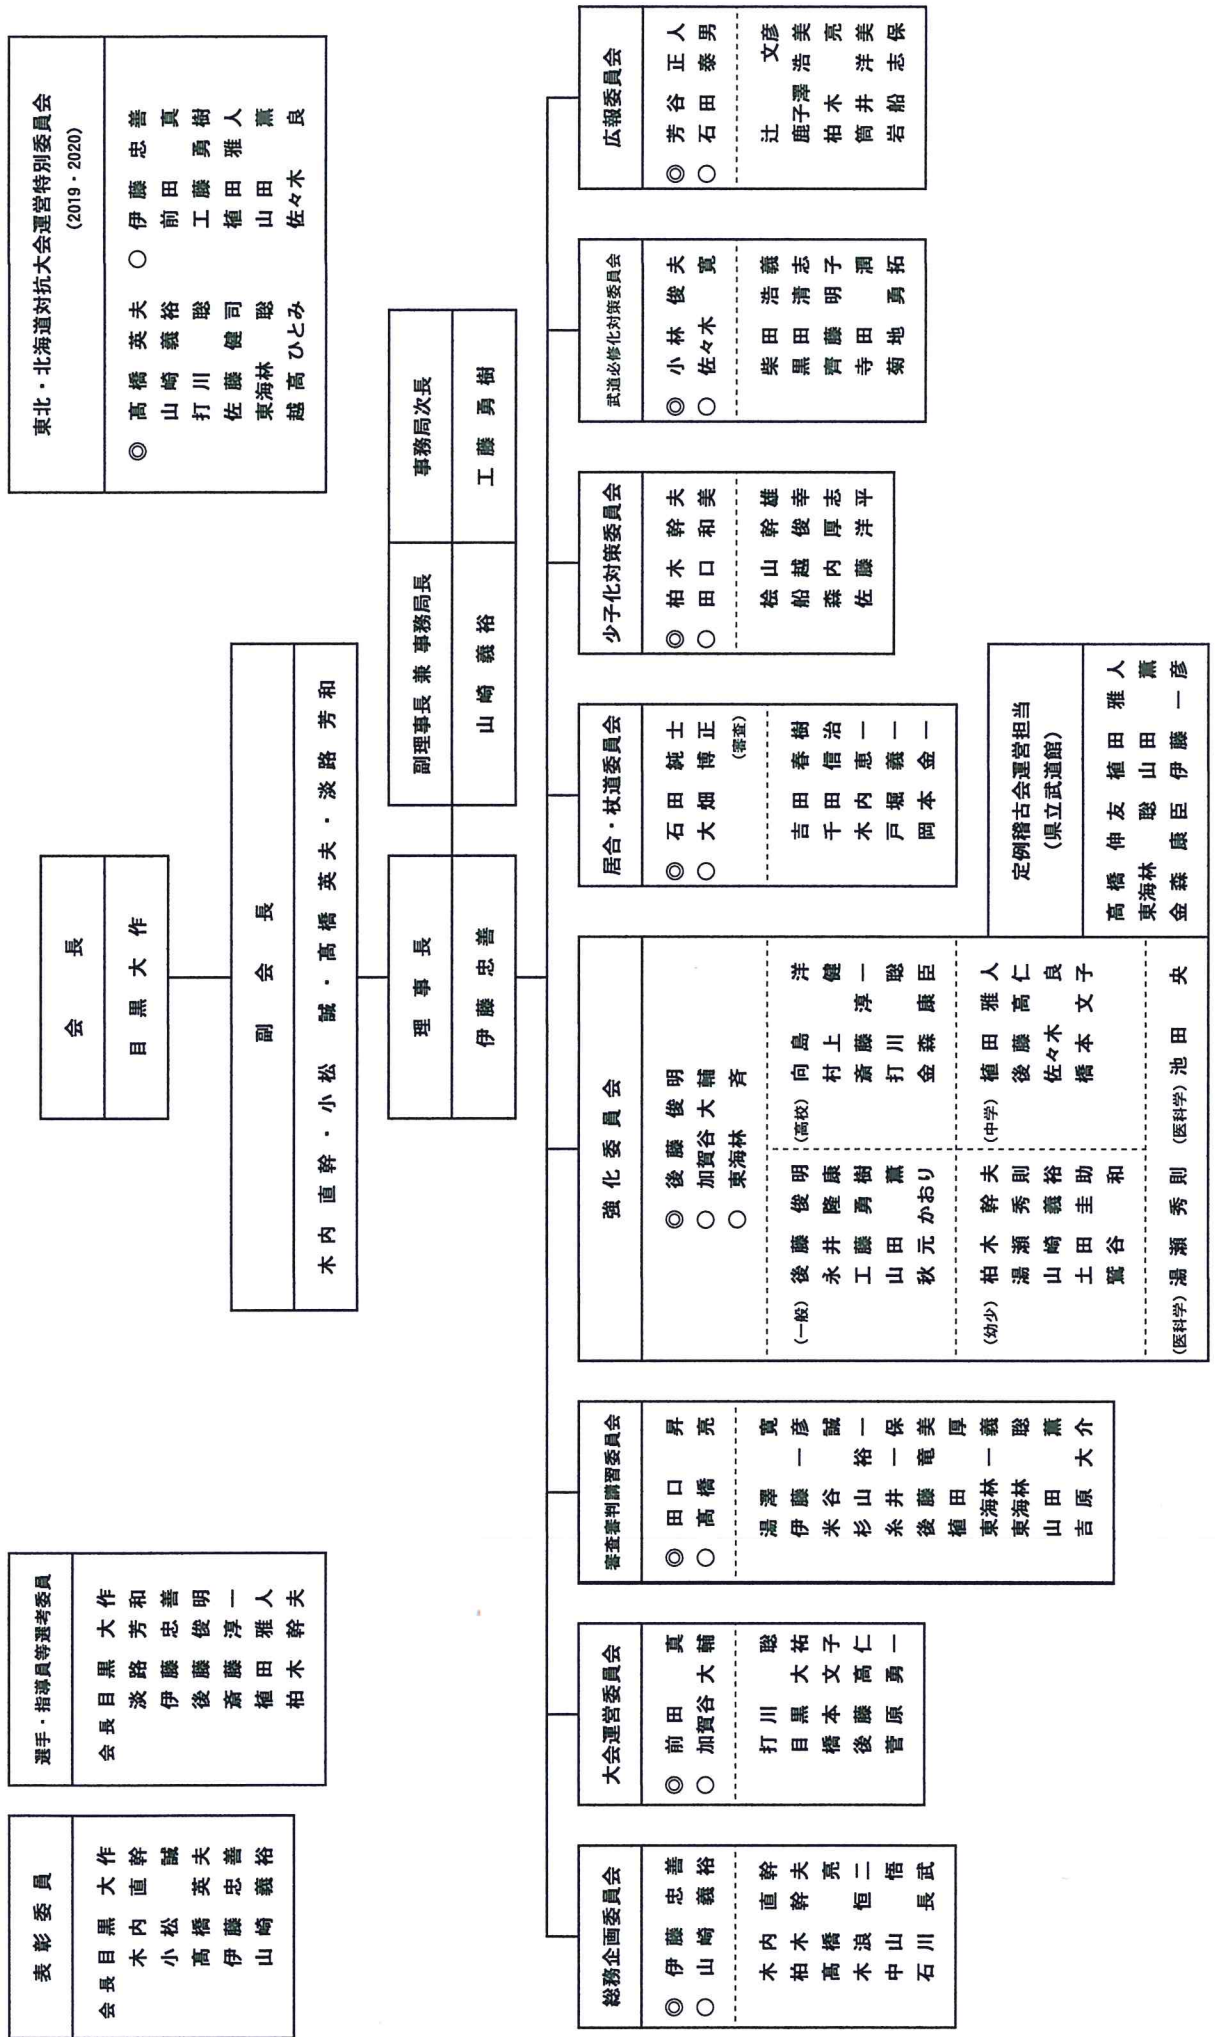 表彰委員
会長 目黒 大作
木内 直幹
小松 誠
髙橋 英夫
伊藤 忠善
山崎 義裕
選手・指導員等選考委員
会長 目黒 大作
淡路 芳和
伊藤 忠善
後藤 俊明
斎藤 淳一
植田 雅人
柏木 幹夫
会長
目黒大作
副会長
木内直幹・小松 誠・髙橋英夫・淡路芳和
理事長
伊藤忠善
副理事長 兼 事務局長
山崎義裕
事務局次長
工藤勇樹
東北・北海道対抗大会運営特別委員会
(2019・2020)
◎ 髙橋 英夫 ○ 伊藤 忠善
山崎 義裕 前田 真
打川 聡 工藤 勇樹
佐藤 健司 植田 雅人
東海林 聡 山田 薫
越高 ひとみ 佐々木 良
総務企画委員会
◎ 伊藤 忠善
○ 山崎 義裕
木内 直幹
柏木 幹夫
髙橋 亮
木浪 恒二
中山 悟
石川 長武
大会運営委員会
◎ 前田 真
○ 加賀谷 大輔
打川 聡
目黒 大祐
橋本 文子
後藤 高仁
菅原 勇一
審査審判講習委員会
◎ 田口 昇
○ 髙橋 亮
湯澤 寛
伊藤 一彦
米谷 誠
杉山 裕一
糸井 一保
後藤 竜美
植田 厚
東海林 一義
東海林 聡
山田 薫
吉原 大介
強化委員会
◎ 後藤 俊明
○ 加賀谷 大輔
○ 東海林 斉
(一般) 後藤 俊明
永井 隆康
工藤 勇樹
山田 薫
秋元 かおり
(高校) 向島 洋
村上 健
斎藤 淳一
打川 聡
金森 康臣
(幼少) 柏木 幹夫
湯瀬 秀則
山崎 義裕
土田 圭助
鷲谷 和
(中学) 植田 雅人
後藤 高仁
佐々木 良
橋本 文子
(医科学) 湯瀬 秀則 (医科学) 池田 央
定例稽古会運営担当
(県立武道館)
髙橋 伸友 植田 雅人
東海林 聡 山田 薫
金森 康臣 伊藤 一彦
居合・杖道委員会
◎ 石田 純士
○ 大畑 博正
(審査)
吉田 春樹
千田 信治
木内 恵一
戸堀 義一
岡本 金一
少子化対策委員会
◎ 柏木 幹夫
○ 田口 和美
桧山 幹雄
船越 俊幸
森内 厚志
佐藤 洋平
武道必修化対策委員会
◎ 小林 俊夫
○ 佐々木 寛
柴田 浩義
黒田 清志
齊藤 明子
寺田 潤
菊地 勇拓
広報委員会
◎ 芳谷 正人
○ 石田 泰男
辻 文彦
鹿子澤 浩美
柏木 亮
筒井 洋美
岩船 志保